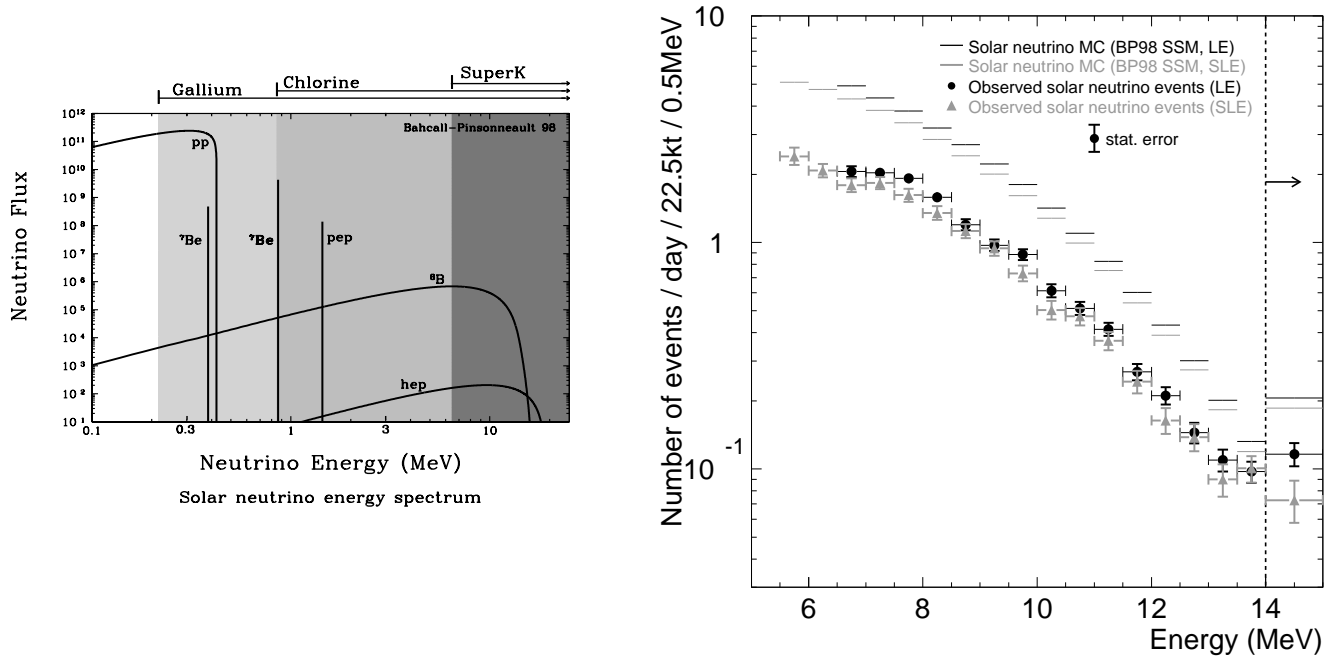 SuperK
Chlorine
Gallium
Bahcall-Pinsonneault 98
10¹²
10¹¹
10¹⁰
10⁹
10⁸
10⁷
10⁶
10⁵
10⁴
10³
10²
10¹
Neutrino Flux
pp
⁷Be
⁷Be
pep
⁸B
hep
0.1
0.3
1
3
10
Neutrino Energy (MeV)
Solar neutrino energy spectrum
Number of events / day / 22.5kt / 0.5MeV
10
1
10 -1
Solar neutrino MC (BP98 SSM, LE)
Solar neutrino MC (BP98 SSM, SLE)
Observed solar neutrino events (LE)
Observed solar neutrino events (SLE)
stat. error
6
8
10
12
14
Energy (MeV)